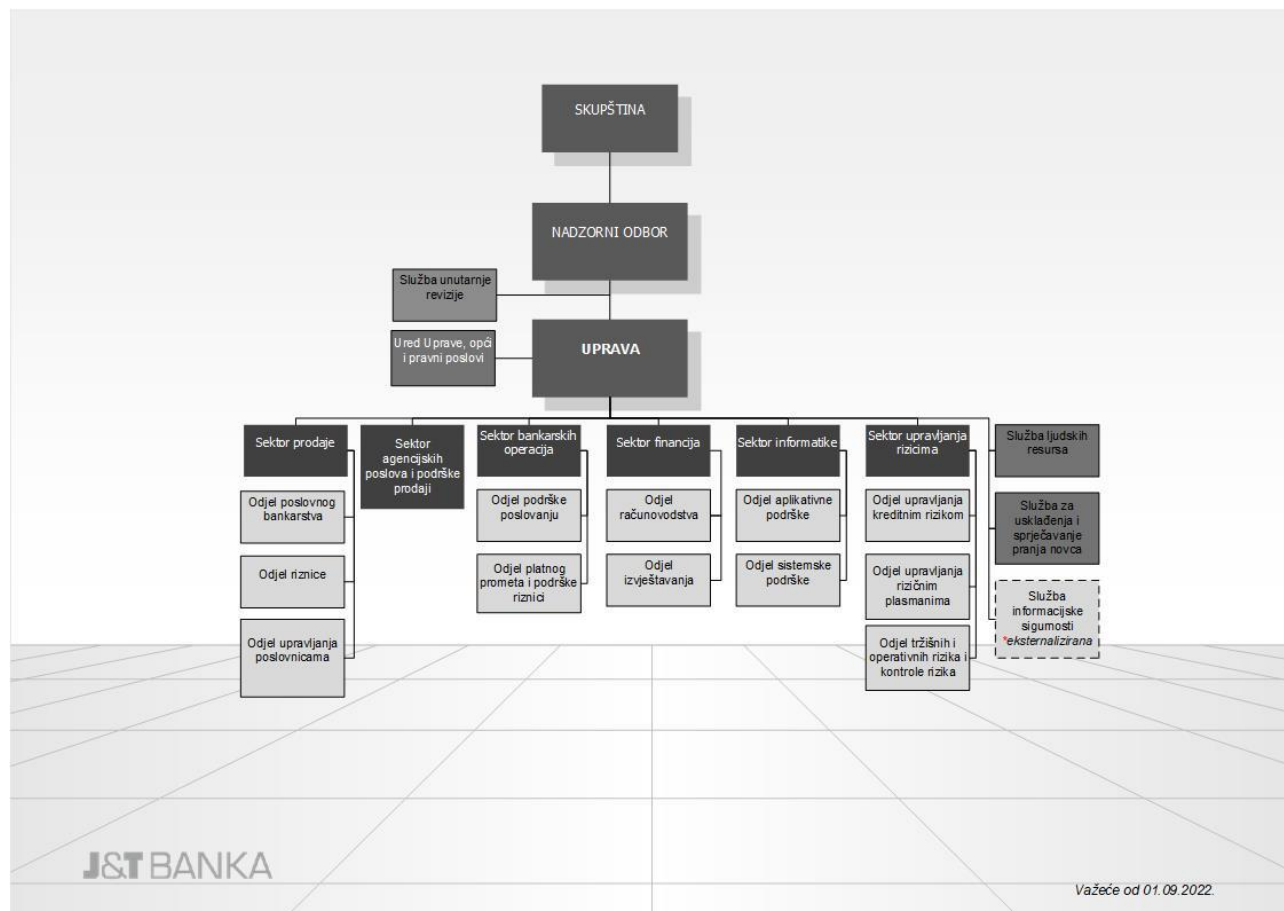 SKUPŠTINA
NADZORNI ODBOR
Služba unutarnje
revizije
Ured Uprave, opći
i pravni poslovi
UPRAVA
Sektor prodaje
Sektor
agencijskih
poslova i podrške
prodaji
Sektor bankarskih
operacija
Sektor financija
Sektor informatike
Sektor upravljanja
rizicima
Služba ljudskih
resursa
Odjel poslovnog
bankarstva
Odjel podrške
poslovanju
Odjel
računovodstva
Odjel aplikativne
podrške
Odjel upravljanja
kreditnim rizikom
Služba za
usklađenja i
sprječavanje
pranja novca
Odjel riznice
Odjel platnog
prometa i podrške
riznici
Odjel
izvještavanja
Odjel sistemske
podrške
Odjel upravljanja
rizičnim
plasmanima
Služba
informacijske
sigurnosti
*eksternalizirana
Odjel upravljanja
poslovnicama
Odjel tržišnih i
operativnih rizika i
kontrole rizika
J&T BANKA
Važeće od 01.09.2022.